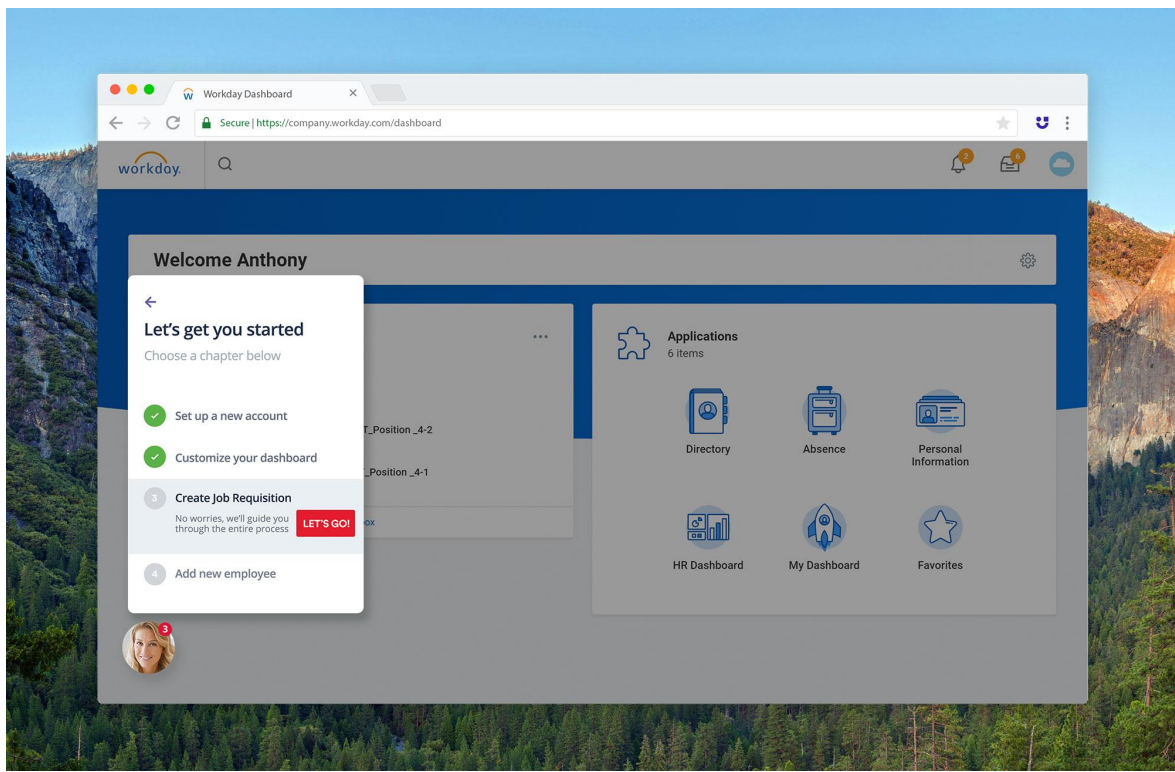 Workday Dashboard
Secure | https://company.workday.com/dashboard
workday.
2
6
Welcome Anthony
Let's get you started
Choose a chapter below
Set up a new account
Customize your dashboard
3 Create Job Requisition
No worries, we'll guide you
through the entire process
LET'S GO!
4 Add new employee
3
T_Position _4-2
_Position _4-1
ox
Applications
6 items
Directory
Absence
Personal
Information
HR Dashboard
My Dashboard
Favorites